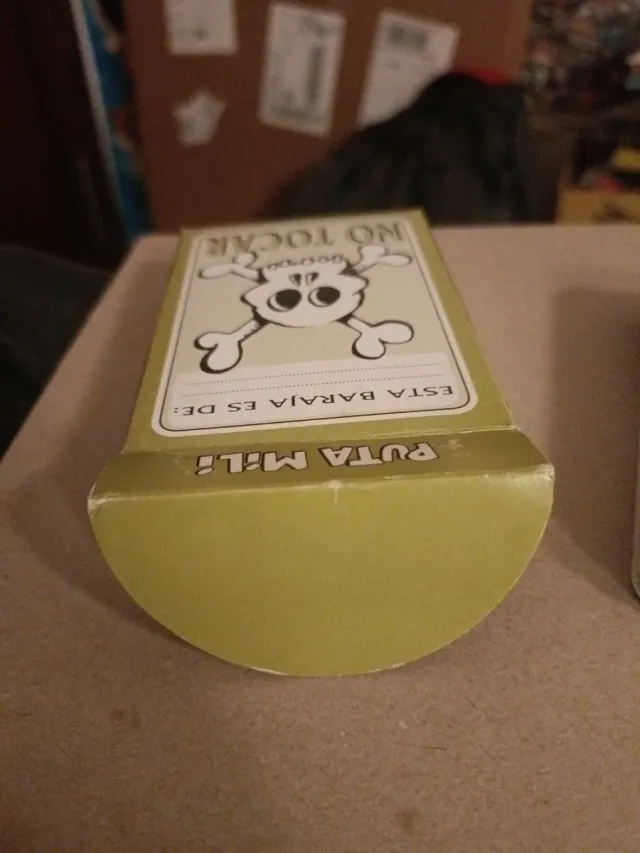 PUTA MiLi
ESTA BARAJA ES DE:
NO TOCAR